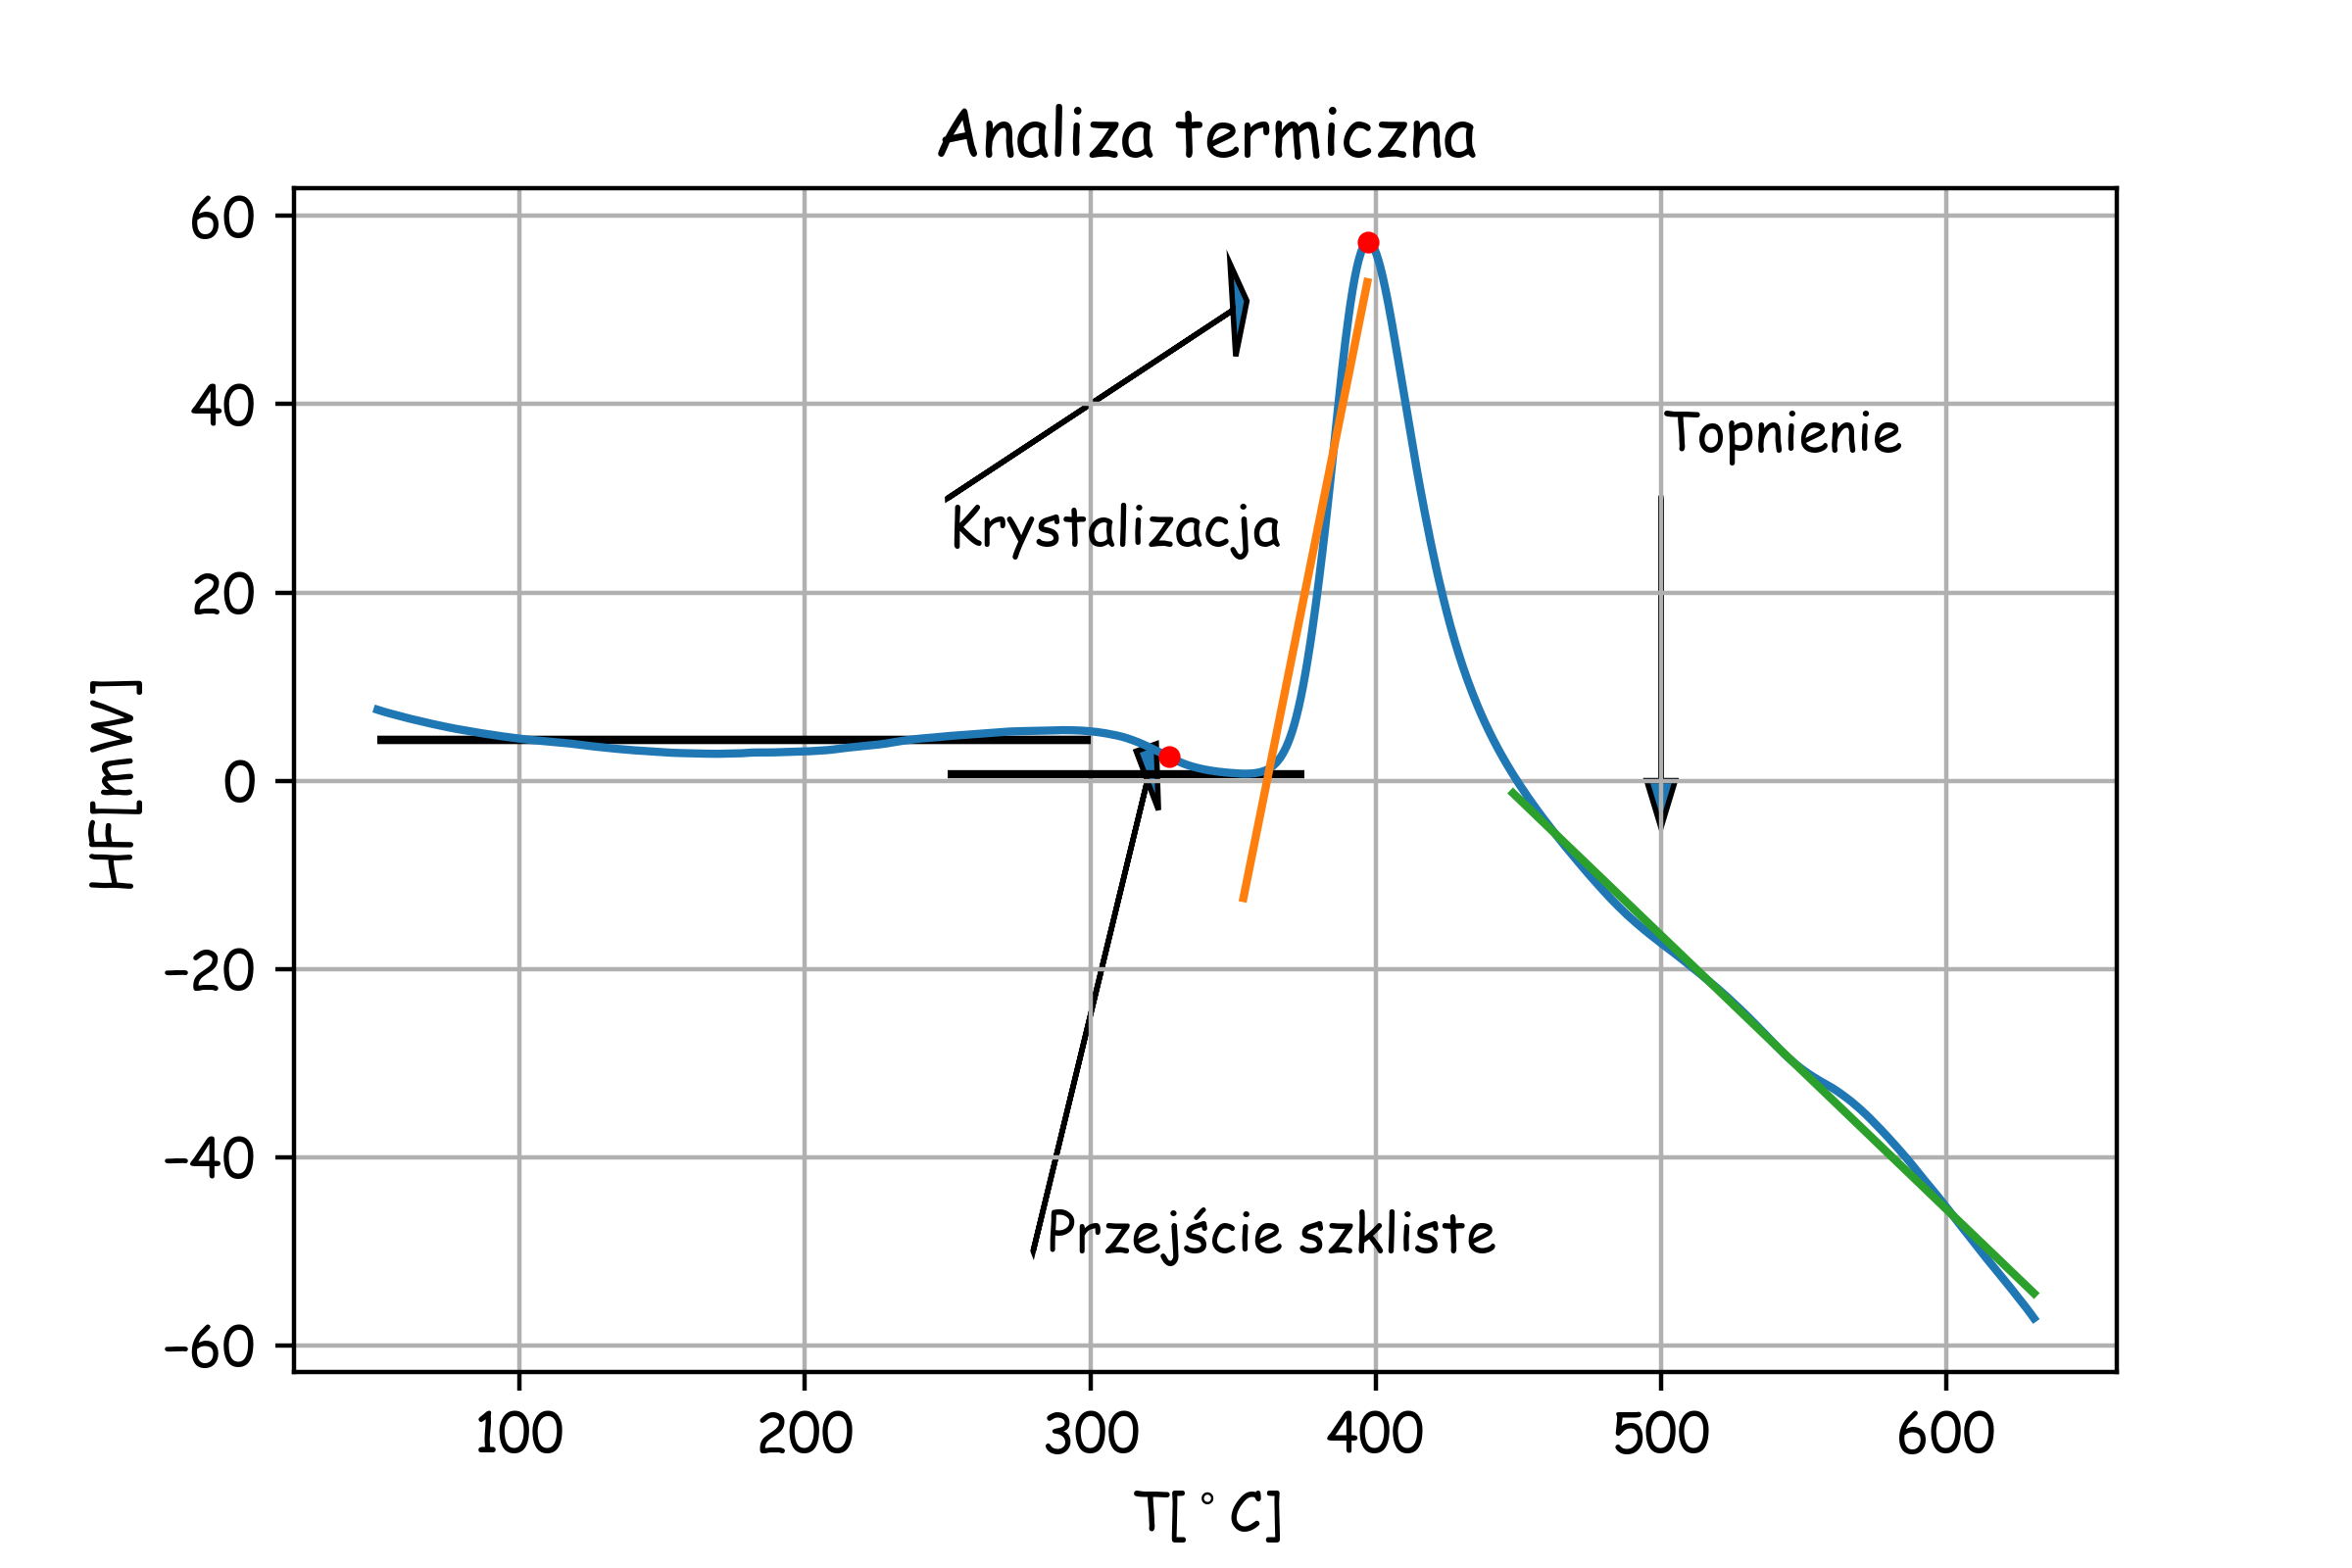 Analiza termiczna
60
40
20
0
−20
−40
−60
HF[mW]
Topnienie
Krystalizacja
Przejście szkliste
100 200 300 400 500 600
T[°C]